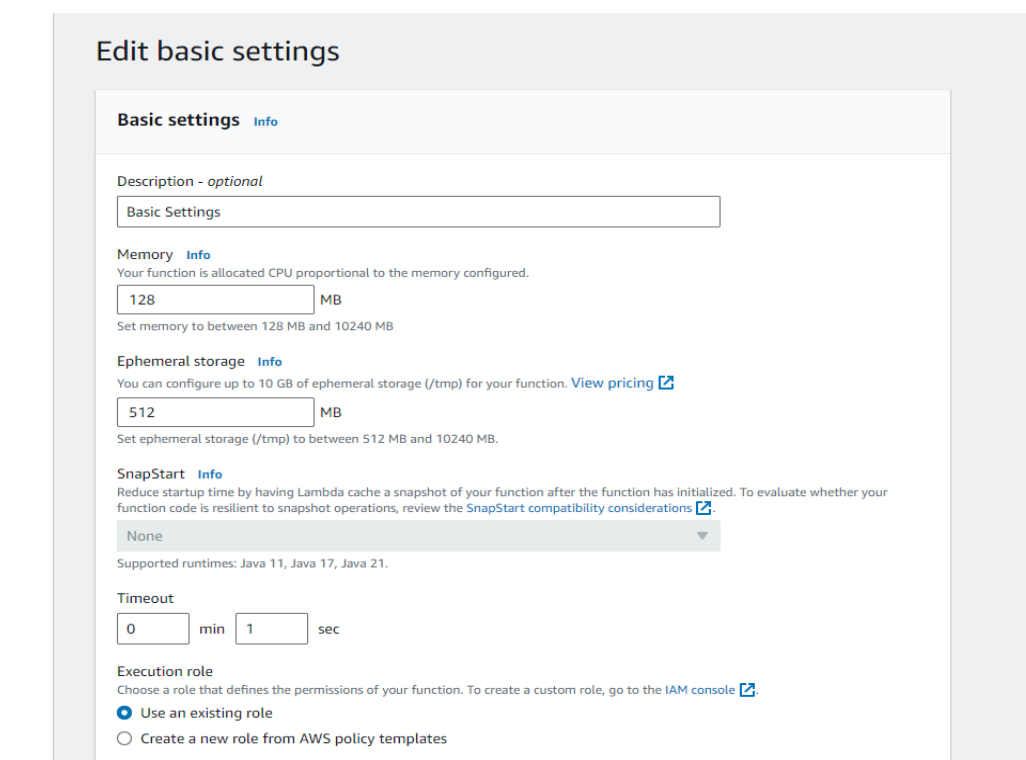 Edit basic settings
Basic settings Info
Description - optional
Basic Settings
Memory Info
Your function is allocated CPU proportional to the memory configured.
128 MB
Set memory to between 128 MB and 10240 MB
Ephemeral storage Info
You can configure up to 10 GB of ephemeral storage (/tmp) for your function. View pricing
512 MB
Set ephemeral storage (/tmp) to between 512 MB and 10240 MB.
SnapStart Info
Reduce startup time by having Lambda cache a snapshot of your function after the function has initialized. To evaluate whether your
function code is resilient to snapshot operations, review the SnapStart compatibility considerations.
None
Supported runtimes: Java 11, Java 17, Java 21.
Timeout
0 min 1 sec
Execution role
Choose a role that defines the permissions of your function. To create a custom role, go to the IAM console.
Use an existing role
Create a new role from AWS policy templates